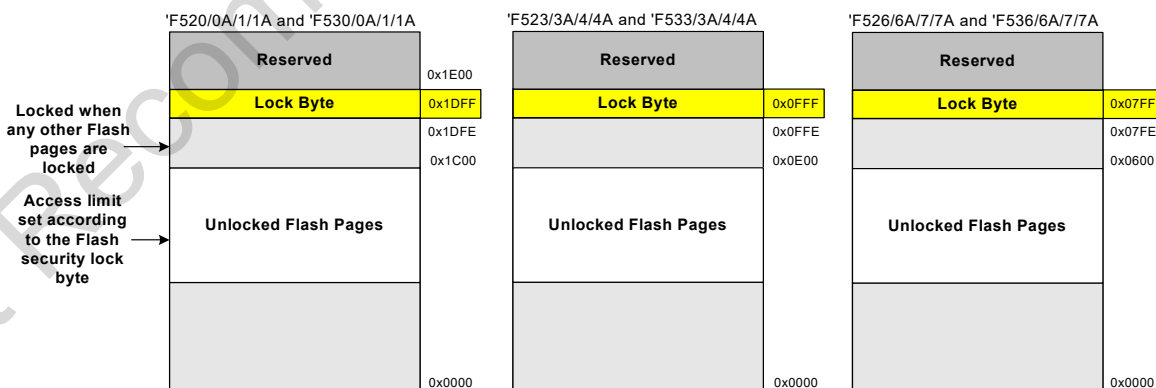 'F520/0A/1/1A and 'F530/0A/1/1A
Reserved
0x1E00
Lock Byte
0x1DFF
0x1DFE
0x1C00
Unlocked Flash Pages
0x0000
Locked when
any other Flash
pages are
locked
Access limit
set according
to the Flash
security lock
byte
'F523/3A/4/4A and 'F533/3A/4/4A
Reserved
Lock Byte
0x0FFF
0x0FFE
0x0E00
Unlocked Flash Pages
0x0000
'F526/6A/7/7A and 'F536/6A/7/7A
Reserved
Lock Byte
0x07FF
0x07FE
0x0600
Unlocked Flash Pages
0x0000
Recom